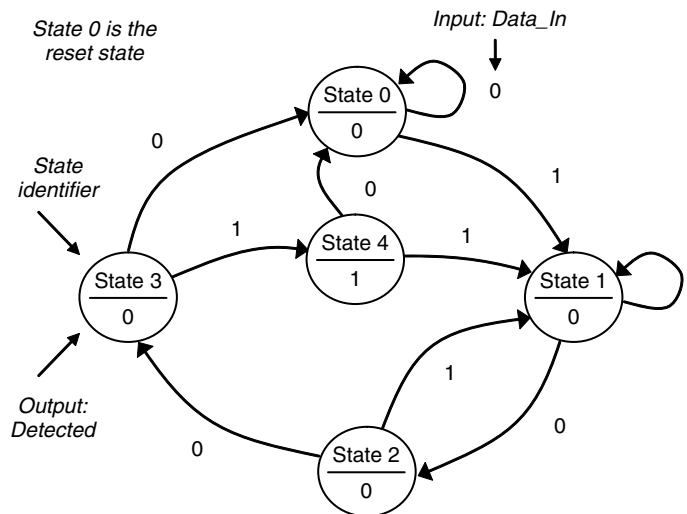 State 0 is the
reset state
Input: Data_In
State 0
0
0
0
State
identifier
1
0
1
State 4
1
1
State 3
0
State 1
0
1
Output:
Detected
0
0
State 2
0